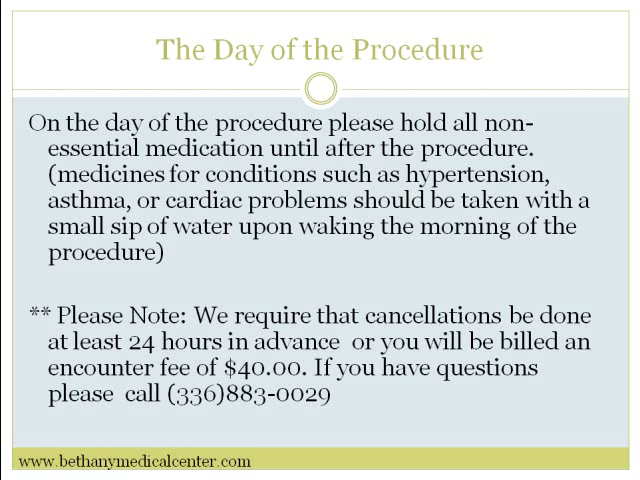 The Day of the Procedure
On the day of the procedure please hold all non-
essential medication until after the procedure.
(medicines for conditions such as hypertension,
asthma, or cardiac problems should be taken with a
small sip of water upon waking the morning of the
procedure)
** Please Note: We require that cancellations be done
at least 24 hours in advance  or you will be billed an
encounter fee of $40.00. If you have questions
please  call (336)883-0029
www.bethanymedicalcenter.com